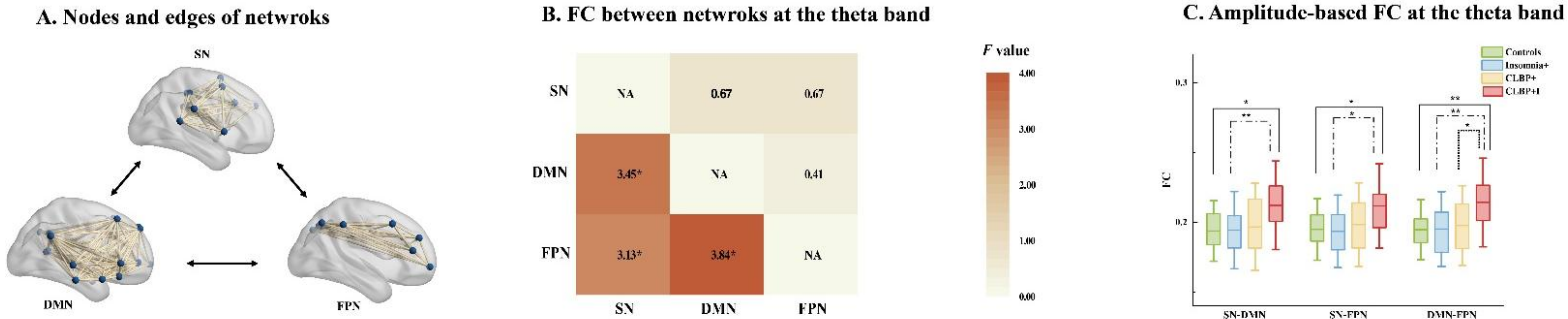 A. Nodes and edges of netwroks
SN
DMN
FPN
B. FC between netwroks at the theta band
SN
NA
0.67
0.67
DMN
3.45*
NA
0.41
FPN
3.13*
3.84*
NA
SN
DMN
FPN
F value
4.00
3.00
2.00
1.00
0.00
C. Amplitude-based FC at the theta band
Controls
Insomnia+
CLBP+
CLBP+I
0.3
0.2
FC
*
**
*
*
**
**
*
SN-DMN
SN-FPN
DMN-FPN